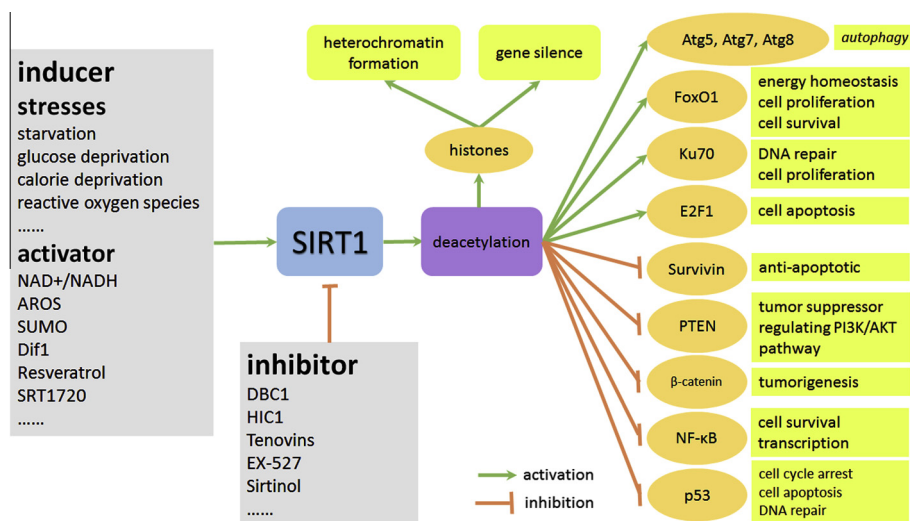 inducer
stresses
starvation
glucose deprivation
calorie deprivation
reactive oxygen species
......
activator
NAD+/NADH
AROS
SUMO
Dif1
Resveratrol
SRT1720
......
SIRT1
inhibitor
DBC1
HIC1
Tenovins
EX-527
Sirtinol
......
heterochromatin
formation
gene silence
histones
deacetylation
activation
inhibition
Atg5, Atg7, Atg8
autophagy
FoxO1
energy homeostasis
cell proliferation
cell survival
Ku70
DNA repair
cell proliferation
E2F1
cell apoptosis
Survivin
anti-apoptotic
PTEN
tumor suppressor
regulating PI3K/AKT
pathway
β-catenin
tumorigenesis
NF-κB
cell survival
transcription
p53
cell cycle arrest
cell apoptosis
DNA repair